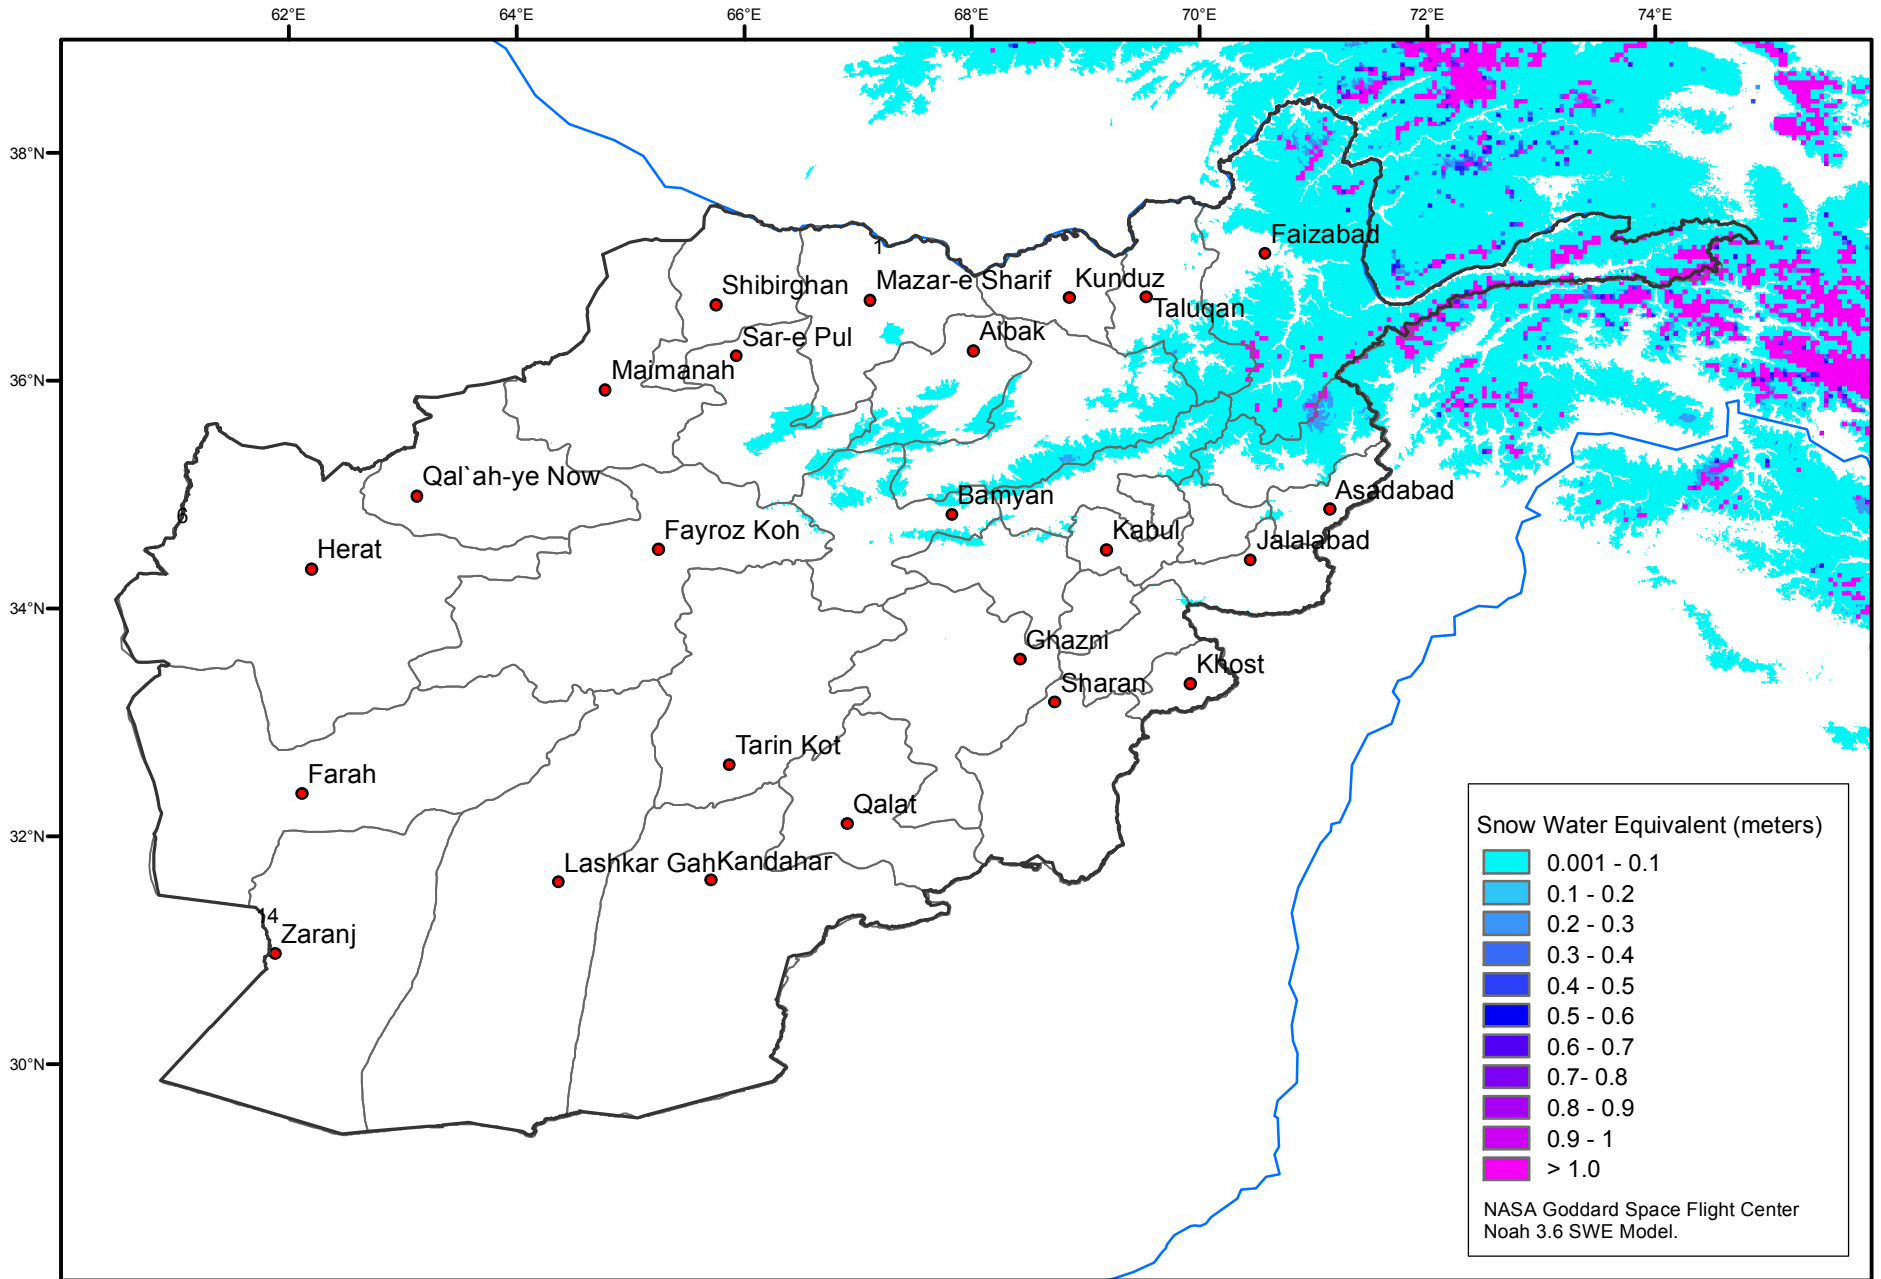 62°E 64°E 66°E 68°E 70°E 72°E 74°E
38°N
Faizabad
1
Shibirghan
Mazar-e Sharif
Kunduz
Taluqan
Sar-e Pul
Aibak
36°N
Maimanah
Qal`ah-ye Now
Bamyan
Asadabad
6
Herat
Fayroz Koh
Kabul
Jalalabad
34°N
Ghazni
Khost
Sharan
Tarin Kot
Farah
Qalat
32°N
Lashkar Gah
Kandahar
14
Zaranj
30°N
Snow Water Equivalent (meters)
0.001 - 0.1
0.1 - 0.2
0.2 - 0.3
0.3 - 0.4
0.4 - 0.5
0.5 - 0.6
0.6 - 0.7
0.7- 0.8
0.8 - 0.9
0.9 - 1
> 1.0
NASA Goddard Space Flight Center
Noah 3.6 SWE Model.